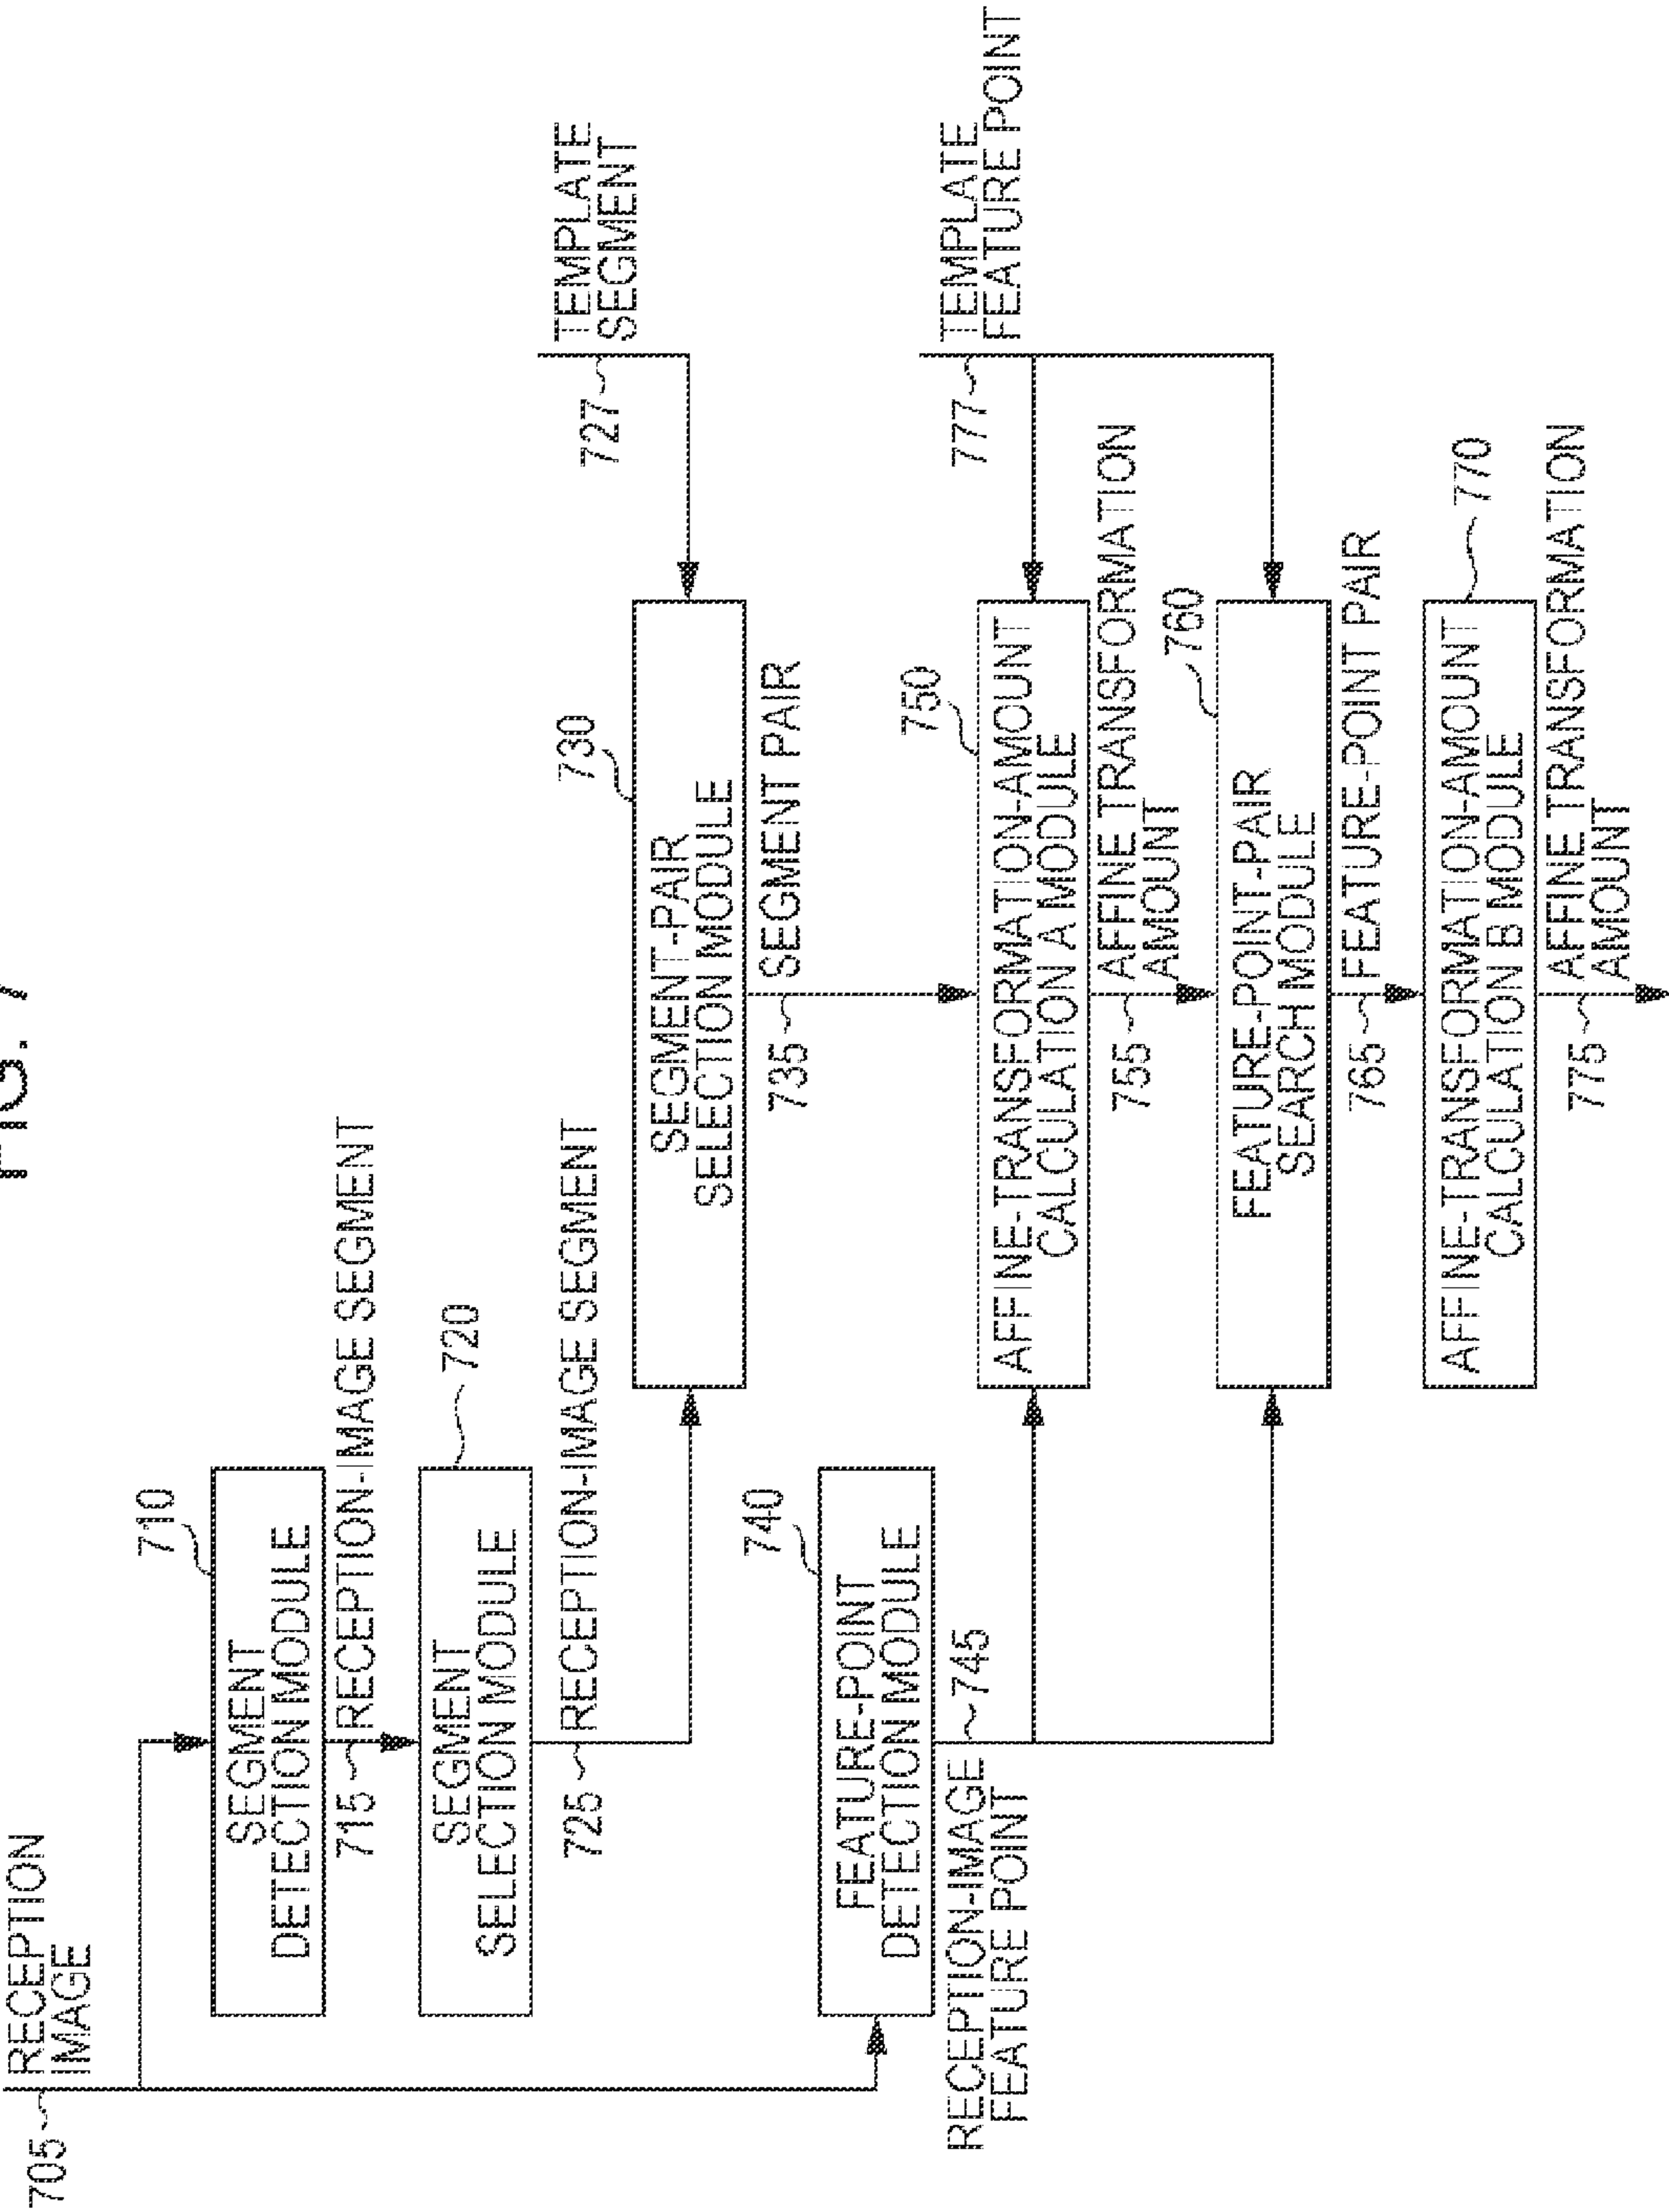 FIG. 7
RECEPTION
IMAGE
705
710
SEGMENT
DETECTION MODULE
715
RECEPTION-IMAGE SEGMENT
720
SEGMENT
SELECTION MODULE
725
RECEPTION-IMAGE SEGMENT
TEMPLATE
SEGMENT
727
730
SEGMENT-PAIR
SELECTION MODULE
735
SEGMENT PAIR
740
FEATURE-POINT
DETECTION MODULE
RECEPTION-IMAGE
FEATURE POINT
745
TEMPLATE
FEATURE POINT
777
750
AFFINE-TRANSFORMATION-AMOUNT
CALCULATION A MODULE
755
AFFINE TRANSFORMATION
AMOUNT
760
FEATURE-POINT-PAIR
SEARCH MODULE
765
FEATURE-POINT PAIR
770
AFFINE-TRANSFORMATION-AMOUNT
CALCULATION B MODULE
775
AFFINE TRANSFORMATION
AMOUNT